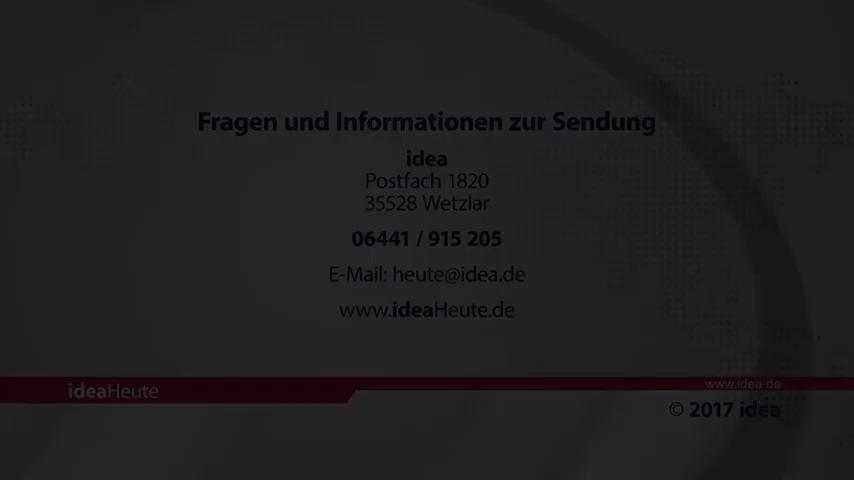 Fragen und Informationen zur Sendung
idea
Postfach 1820
35528 Wetzlar
06441 / 915 205
E-Mail: heute@idea.de
www.ideaHeute.de
www.idea.de
ideaHeute
© 2017 idea